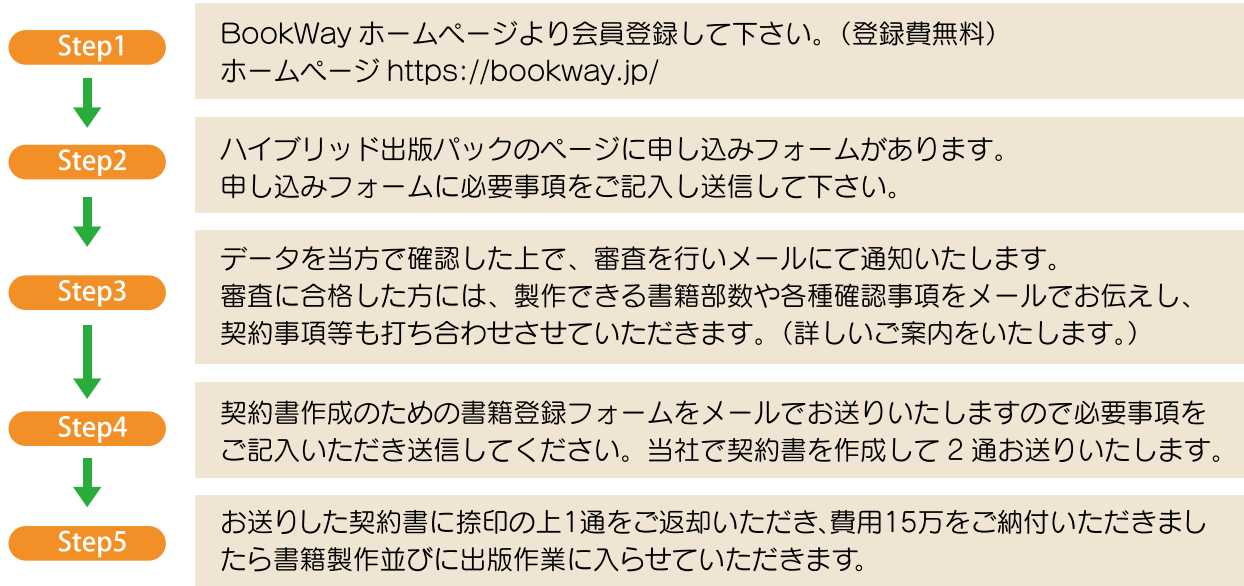 Step1
BookWay ホームページより会員登録して下さい。（登録費無料）
ホームページ https://bookway.jp/
Step2
ハイブリッド出版パックのページに申し込みフォームがあります。
申し込みフォームに必要事項をご記入し送信して下さい。
Step3
データを当方で確認した上で、審査を行いメールにて通知いたします。
審査に合格した方には、製作できる書籍部数や各種確認事項をメールでお伝えし、
契約事項等も打ち合わせさせていただきます。（詳しいご案内をいたします。）
Step4
契約書作成のための書籍登録フォームをメールでお送りいたしますので必要事項を
ご記入いただき送信してください。当社で契約書を作成して 2 通お送りいたします。
Step5
お送りした契約書に捺印の上1通をご返却いただき、費用15万をご納付いただきまし
たら書籍製作並びに出版作業に入らせていただきます。